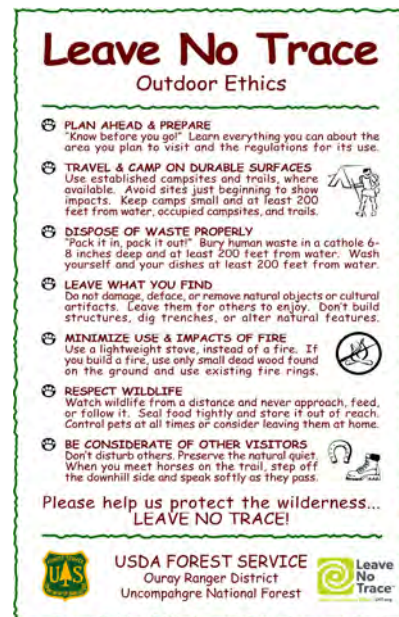 Leave No Trace
Outdoor Ethics
PLAN AHEAD & PREPARE
"Know before you go!" Learn everything you can about the
area you plan to visit and the regulations for its use.
TRAVEL & CAMP ON DURABLE SURFACES
Use established campsites and trails, where
available. Avoid sites just beginning to show
impacts. Keep camps small and at least 200
feet from water, occupied campsites, and trails.
DISPOSE OF WASTE PROPERLY
"Pack it in, pack it out!" Bury human waste in a cathole 6-
8 inches deep and at least 200 feet from water. Wash
yourself and your dishes at least 200 feet from water.
LEAVE WHAT YOU FIND
Do not damage, deface, or remove natural objects or cultural
artifacts. Leave them for others to enjoy. Don't build
structures, dig trenches, or alter natural features.
MINIMIZE USE & IMPACTS OF FIRE
Use a lightweight stove, instead of a fire. If
you build a fire, use only small dead wood found
on the ground and use existing fire rings.
RESPECT WILDLIFE
Watch wildlife from a distance and never approach, feed,
or follow it. Seal food tightly and store it out of reach.
Control pets at all times or consider leaving them at home.
BE CONSIDERATE OF OTHER VISITORS
Don't disturb others. Preserve the natural quiet.
When you meet horses on the trail, step off
the downhill side and speak softly as they pass.
Please help us protect the wilderness...
LEAVE NO TRACE!
UAS
USDA FOREST SERVICE
Ouray Ranger District
Uncompahgre National Forest
Leave
No
Trace